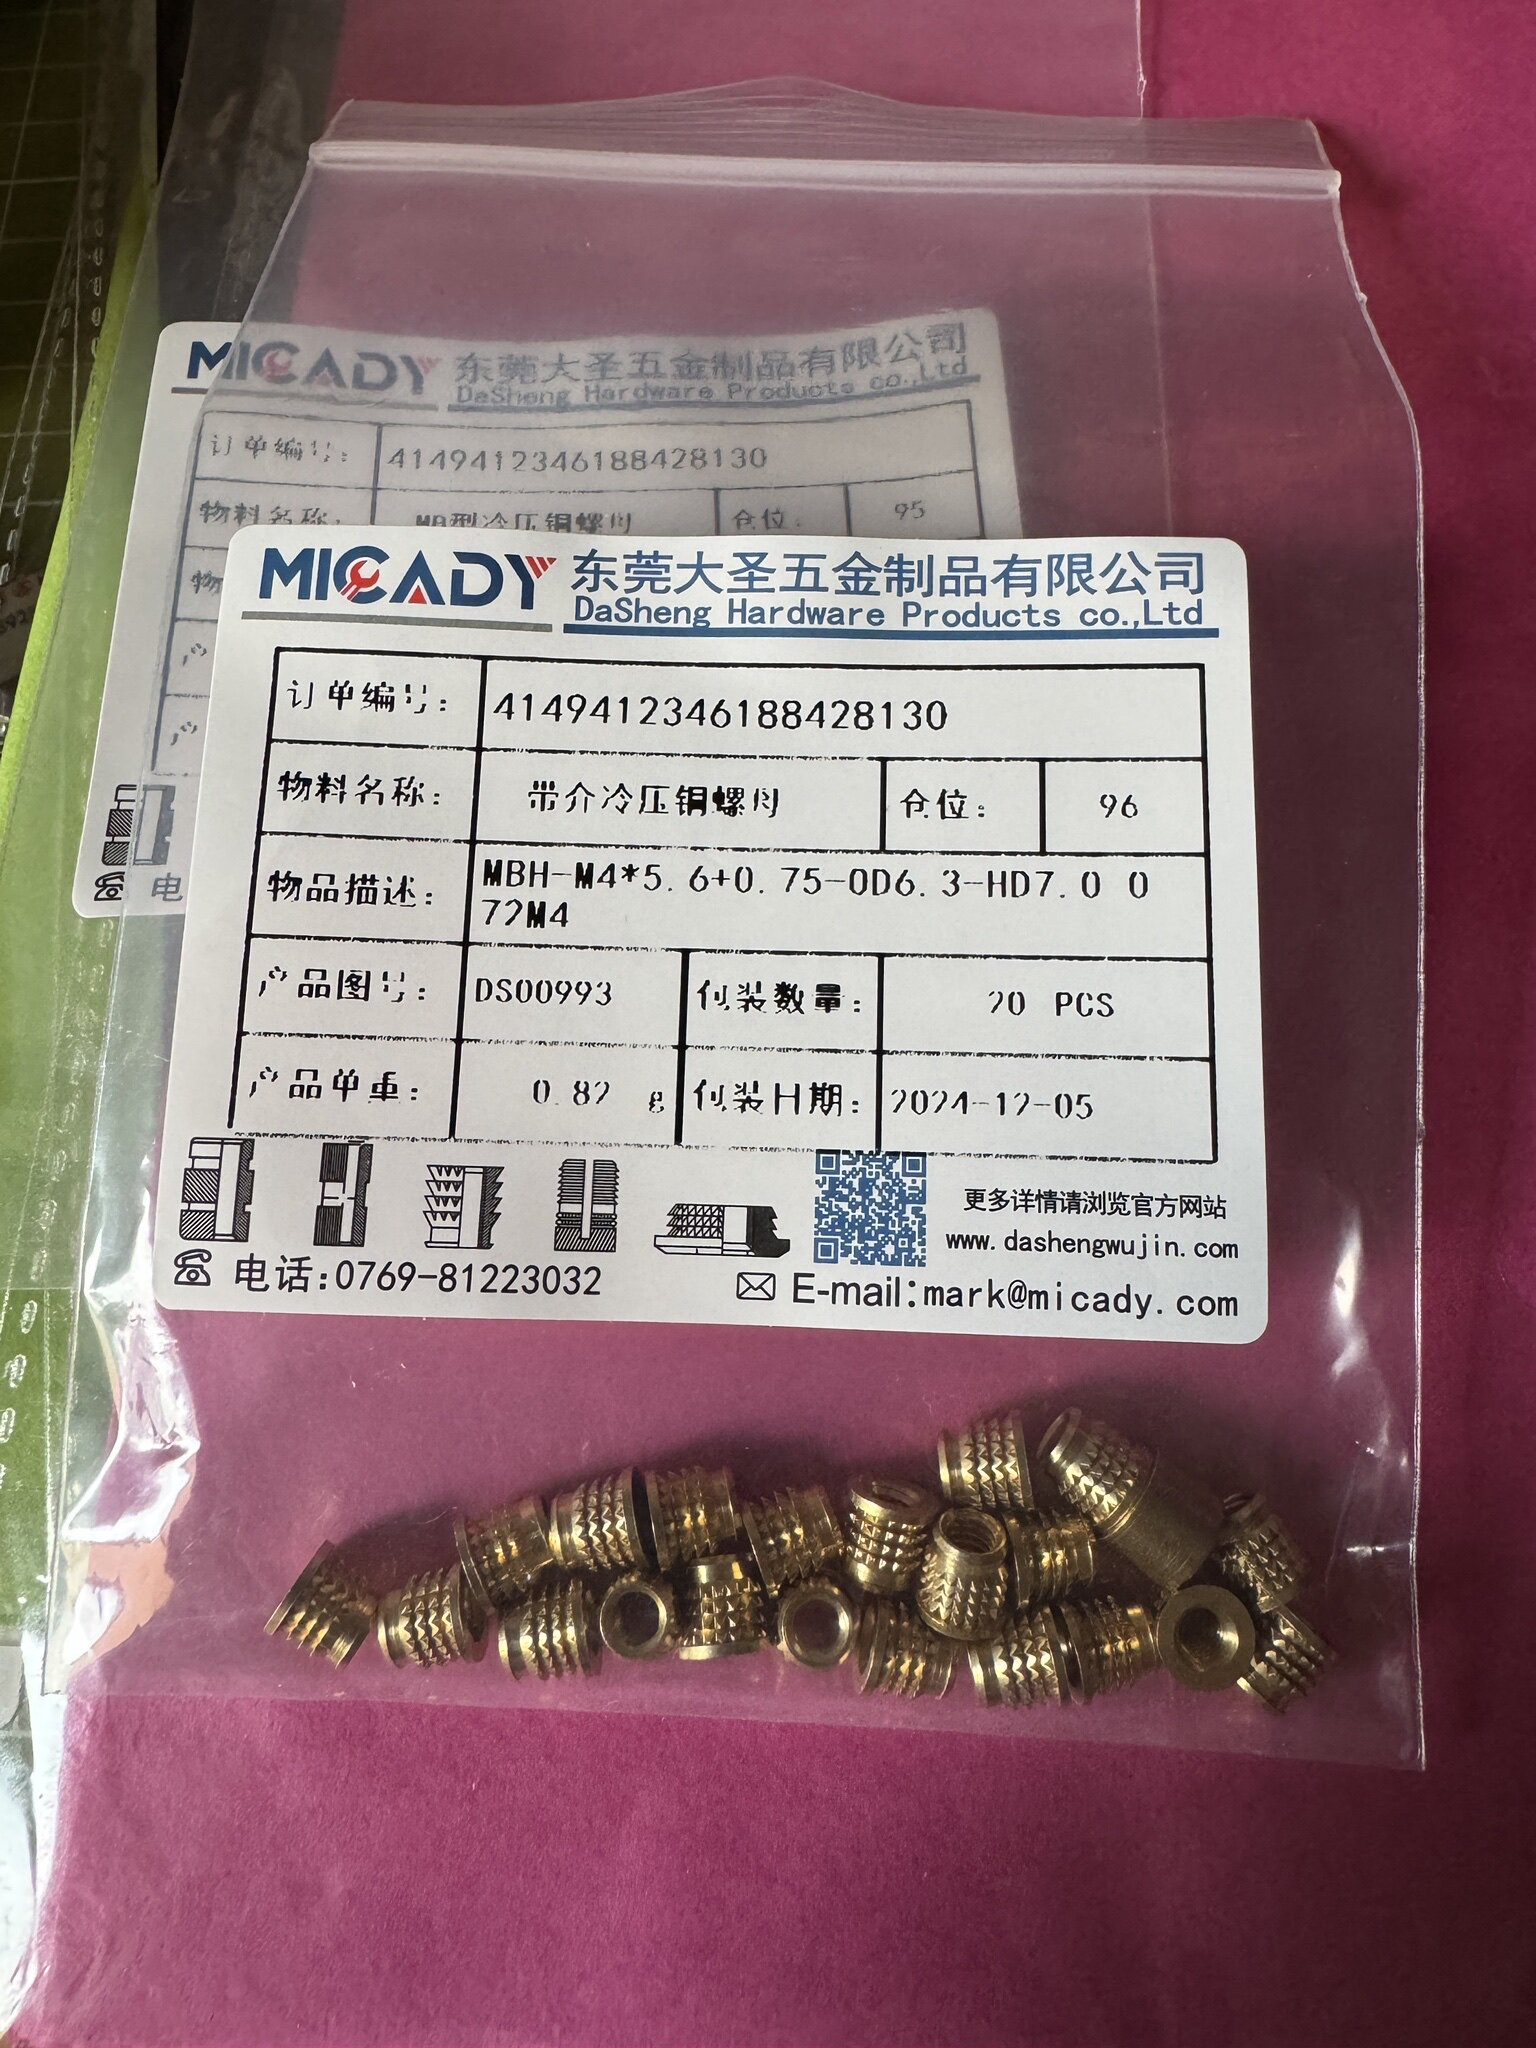 MICADY 东莞大圣五金制品有限公司
DaSheng Hardware Products co.,Ltd
订单编号: 4149412346188428130
物料名称: MB型冷压铜螺母 仓位: 95
MICADY 东莞大圣五金制品有限公司
DaSheng Hardware Products co.,Ltd
订单编号: 4149412346188428130
物料名称: 带介冷压铜螺母 仓位: 96
物品描述: MBH-M4*5.6+0.75-OD6.3-HD7.0 0
72M4
产品图号: DS00993 包装数量: 20 PCS
产品单重: 0.82 g 包装日期: 2024-12-05
更多详情请浏览官方网站
www.dashengwujin.com
电话:0769-81223032 E-mail:mark@micady.com
电